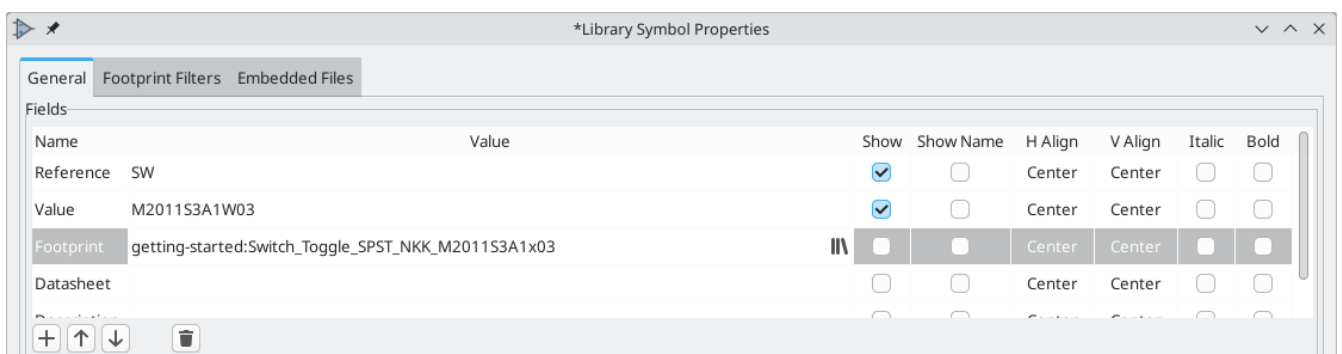 *Library Symbol Properties
General Footprint Filters Embedded Files
Fields
Name Value Show Show Name H Align V Align Italic Bold
Reference SW Center Center
Value M2011S3A1W03 Center Center
Footprint getting-started:Switch_Toggle_SPST_NKK_M2011S3A1x03 Center Center
Datasheet Center Center